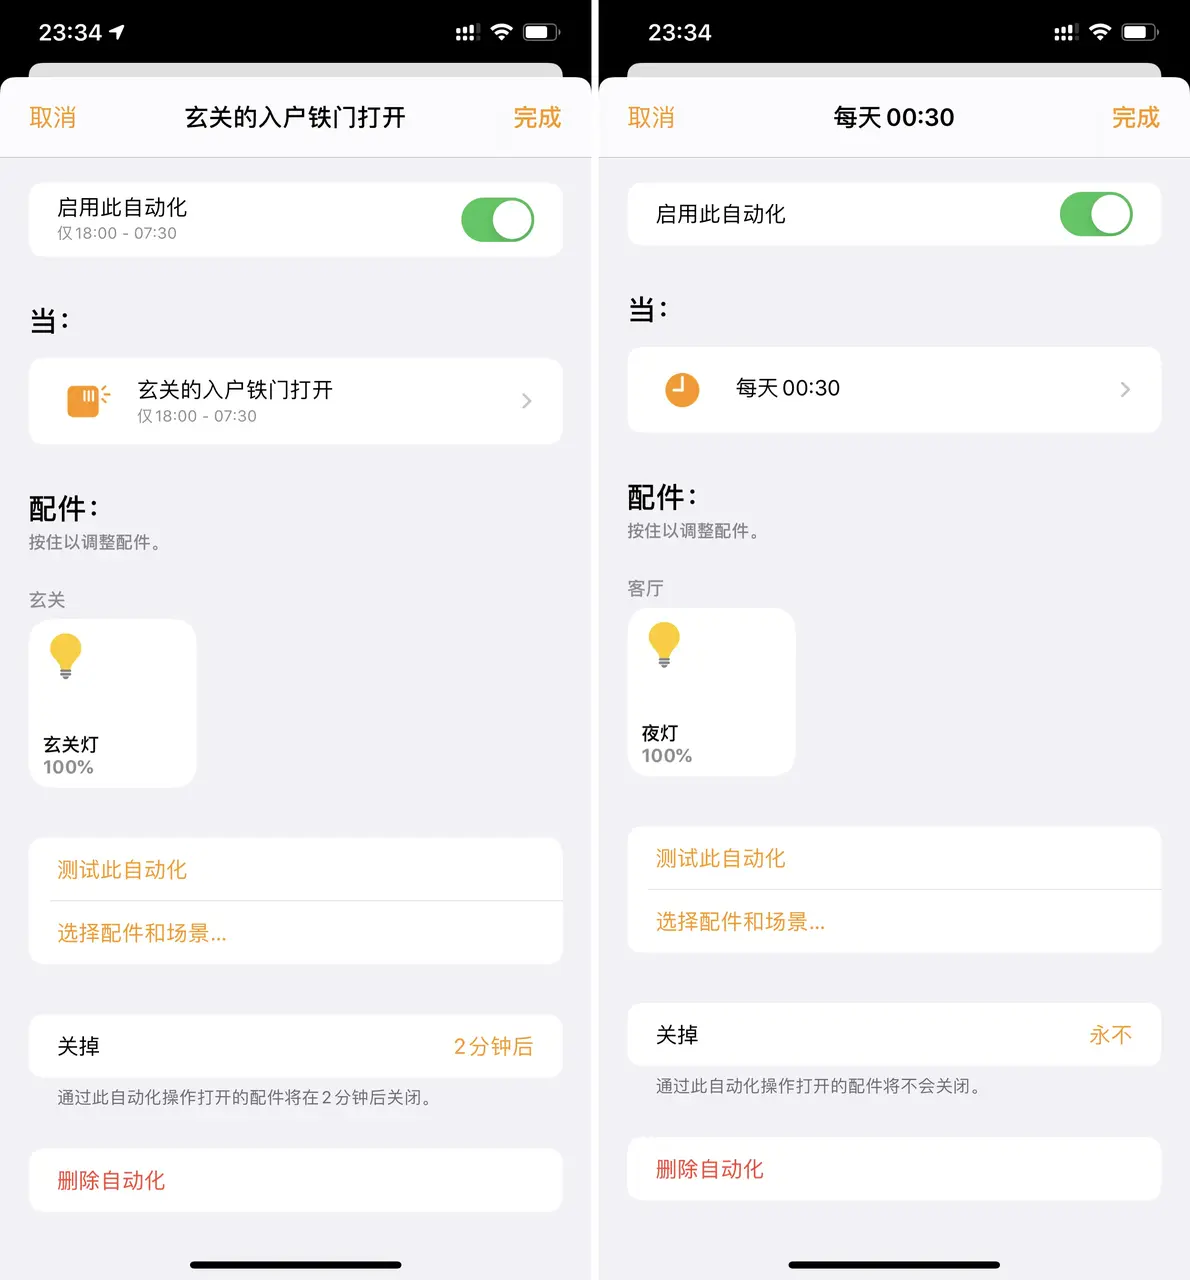 23:34
取消
玄关的入户铁门打开
完成
启用此自动化
仅18:00 - 07:30
当：
玄关的入户铁门打开
仅18:00 - 07:30
配件：
按住以调整配件。
玄关
玄关灯
100%
测试此自动化
选择配件和场景...
关掉
2分钟后
通过此自动化操作打开的配件将在2分钟后关闭。
删除自动化
23:34
取消
每天00:30
完成
启用此自动化
当：
每天00:30
配件：
按住以调整配件。
客厅
夜灯
100%
测试此自动化
选择配件和场景...
关掉
永不
通过此自动化操作打开的配件将不会关闭。
删除自动化